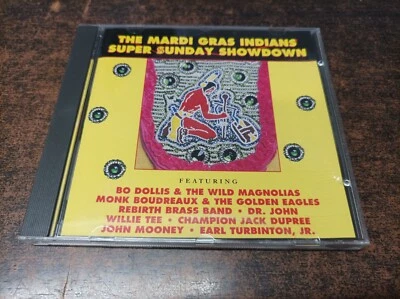 THE MARDI GRAS INDIANS
SUPER SUNDAY SHOWDOWN
FEATURING
BO DOLLIS & THE WILD MAGNOLIAS
MONK BOUDREAUX & THE GOLDEN EAGLES
REBIRTH BRASS BAND · DR. JOHN
WILLIE TEE · CHAMPION JACK DUPREE
JOHN MOONEY · EARL TURBINTON, JR.